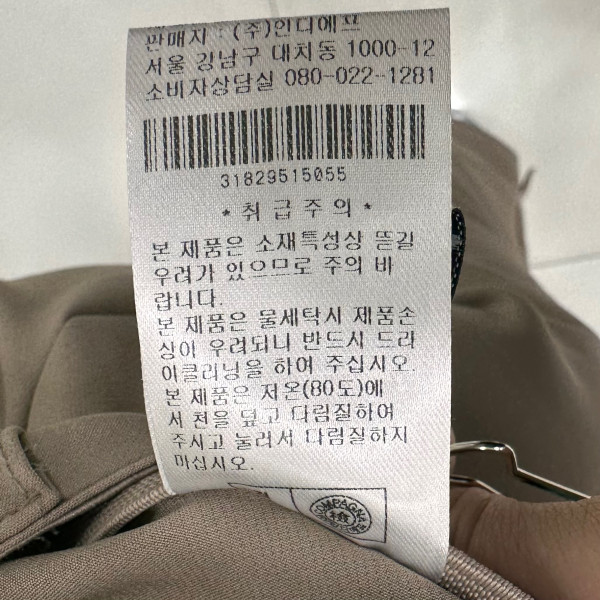 판매자 : (주)인디에프
서울 강남구 대치동 1000-12
소비자상담실 080-022-1281
31829515055
* 취 급 주 의 *
본 제품은 소재특성상 뜯길
우려가 있으므로 주의 바
랍니다.
본 제품은 물세탁시 제품손
상이 우려되니 반드시 드라
이클리닝을 하여 주십시오.
본 제품은 저온(80도)에
서 천을 덮고 다림질하여
주시고 눌러서 다림질하지
마십시오.
COMPAGNA